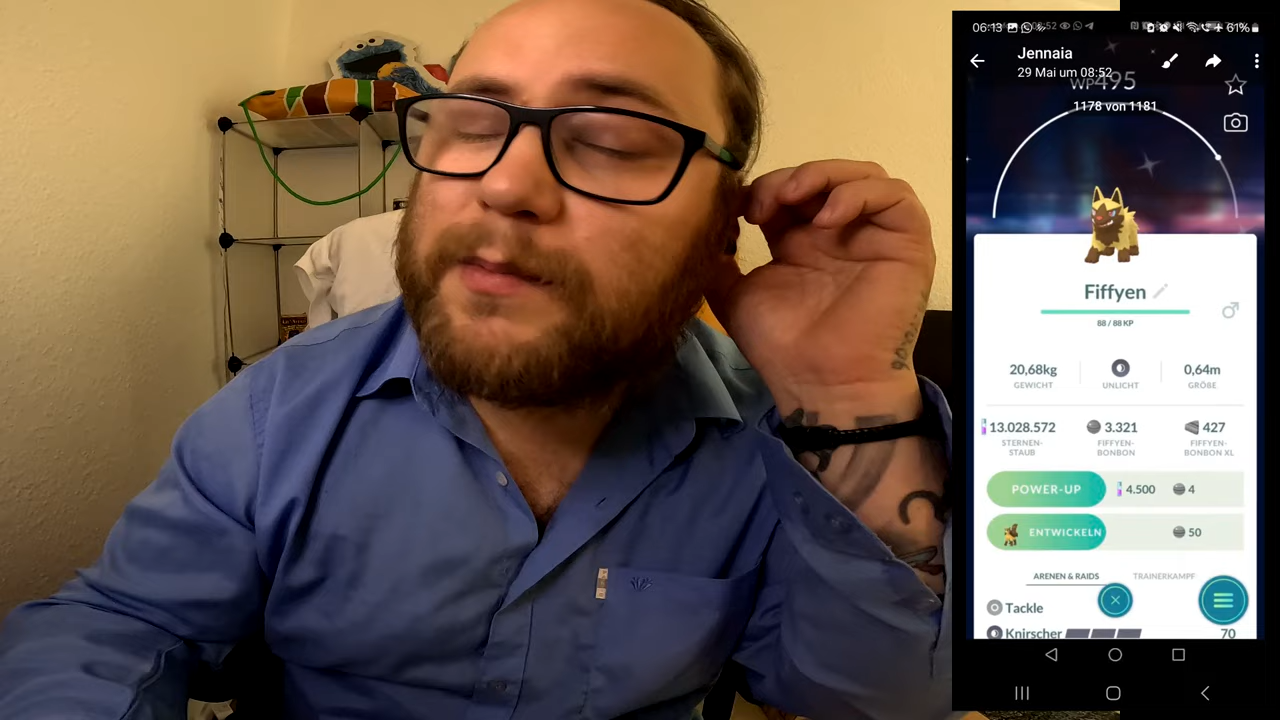 06:13
61%
Jennaia
29 Mai um 08:52
WP495
1178 von 1181
Fiffyen
88 / 88 KP
20,68kg
GEWICHT
UNLICHT
0,64m
GRÖßE
13.028.572
STERNEN-
STAUB
3.321
FIFFYEN-
BONBON
427
FIFFYEN-
BONBON XL
POWER-UP
4.500
4
ENTWICKELN
50
ARENEN & RAIDS
TRAINERKAMPF
Tackle
Knirscher
70